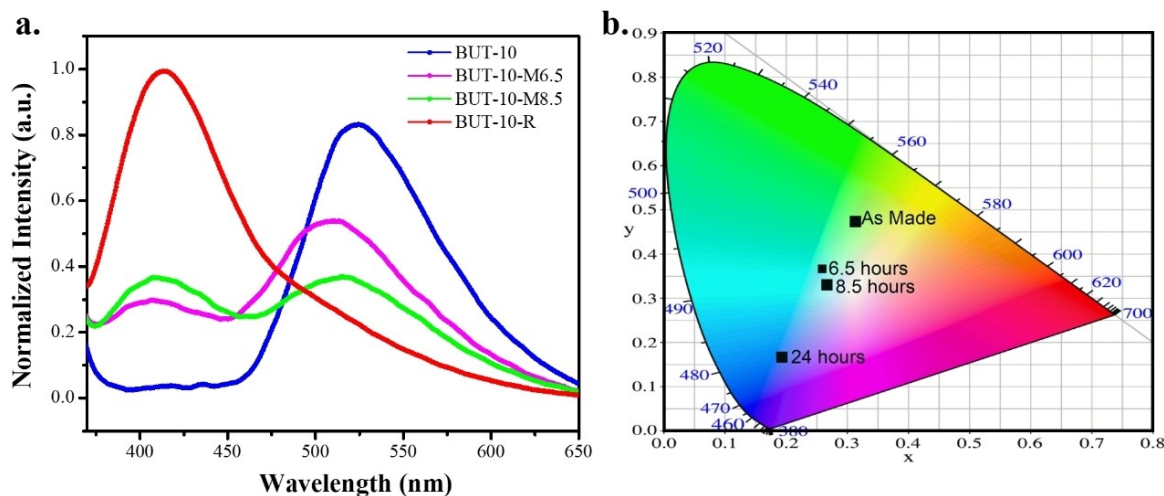 a.
BUT-10
BUT-10-M6.5
BUT-10-M8.5
BUT-10-R
Normalized Intensity (a.u.)
1.0
0.8
0.6
0.4
0.2
0.0
400 450 500 550 600 650
Wavelength (nm)
b.
0.9
0.8
0.7
0.6
0.5
y
0.4
0.3
0.2
0.1
0.0
520
540
560
500
580
As Made
600
6.5 hours
620
8.5 hours
490
700
24 hours
480
470
460
380
0.0 0.1 0.2 0.3 0.4 0.5 0.6 0.7 0.8
x